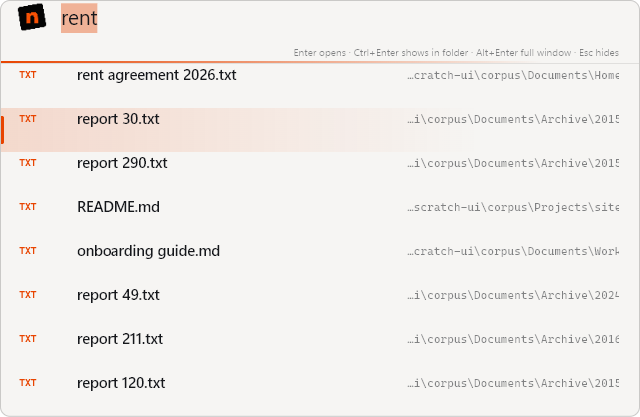 n rent
Enter opens · Ctrl+Enter shows in folder · Alt+Enter full window · Esc hides
TXT rent agreement 2026.txt …cratch-ui\corpus\Documents\Home
TXT report 30.txt …i\corpus\Documents\Archive\2015
TXT report 290.txt …i\corpus\Documents\Archive\2015
TXT README.md …scratch-ui\corpus\Projects\site
TXT onboarding guide.md …cratch-ui\corpus\Documents\Work
TXT report 49.txt …i\corpus\Documents\Archive\2024
TXT report 211.txt …i\corpus\Documents\Archive\2016
TXT report 120.txt …i\corpus\Documents\Archive\2015